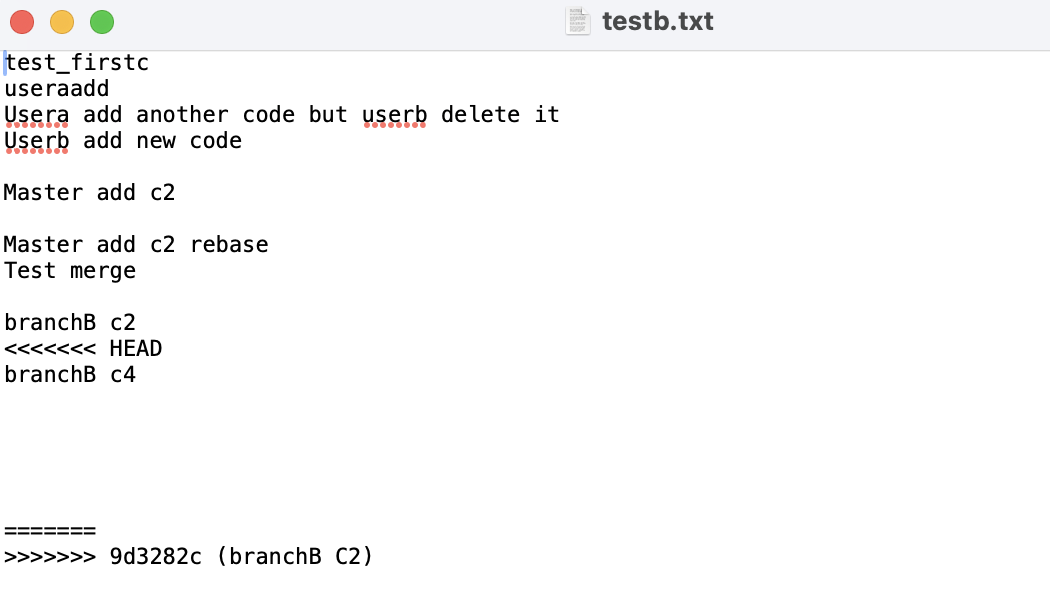 testb.txt
test_firstc
useraadd
Usera add another code but userb delete it
Userb add new code
Master add c2
Master add c2 rebase
Test merge
branchB c2
<<<<<<< HEAD
branchB c4
=======
>>>>>>> 9d3282c (branchB C2)